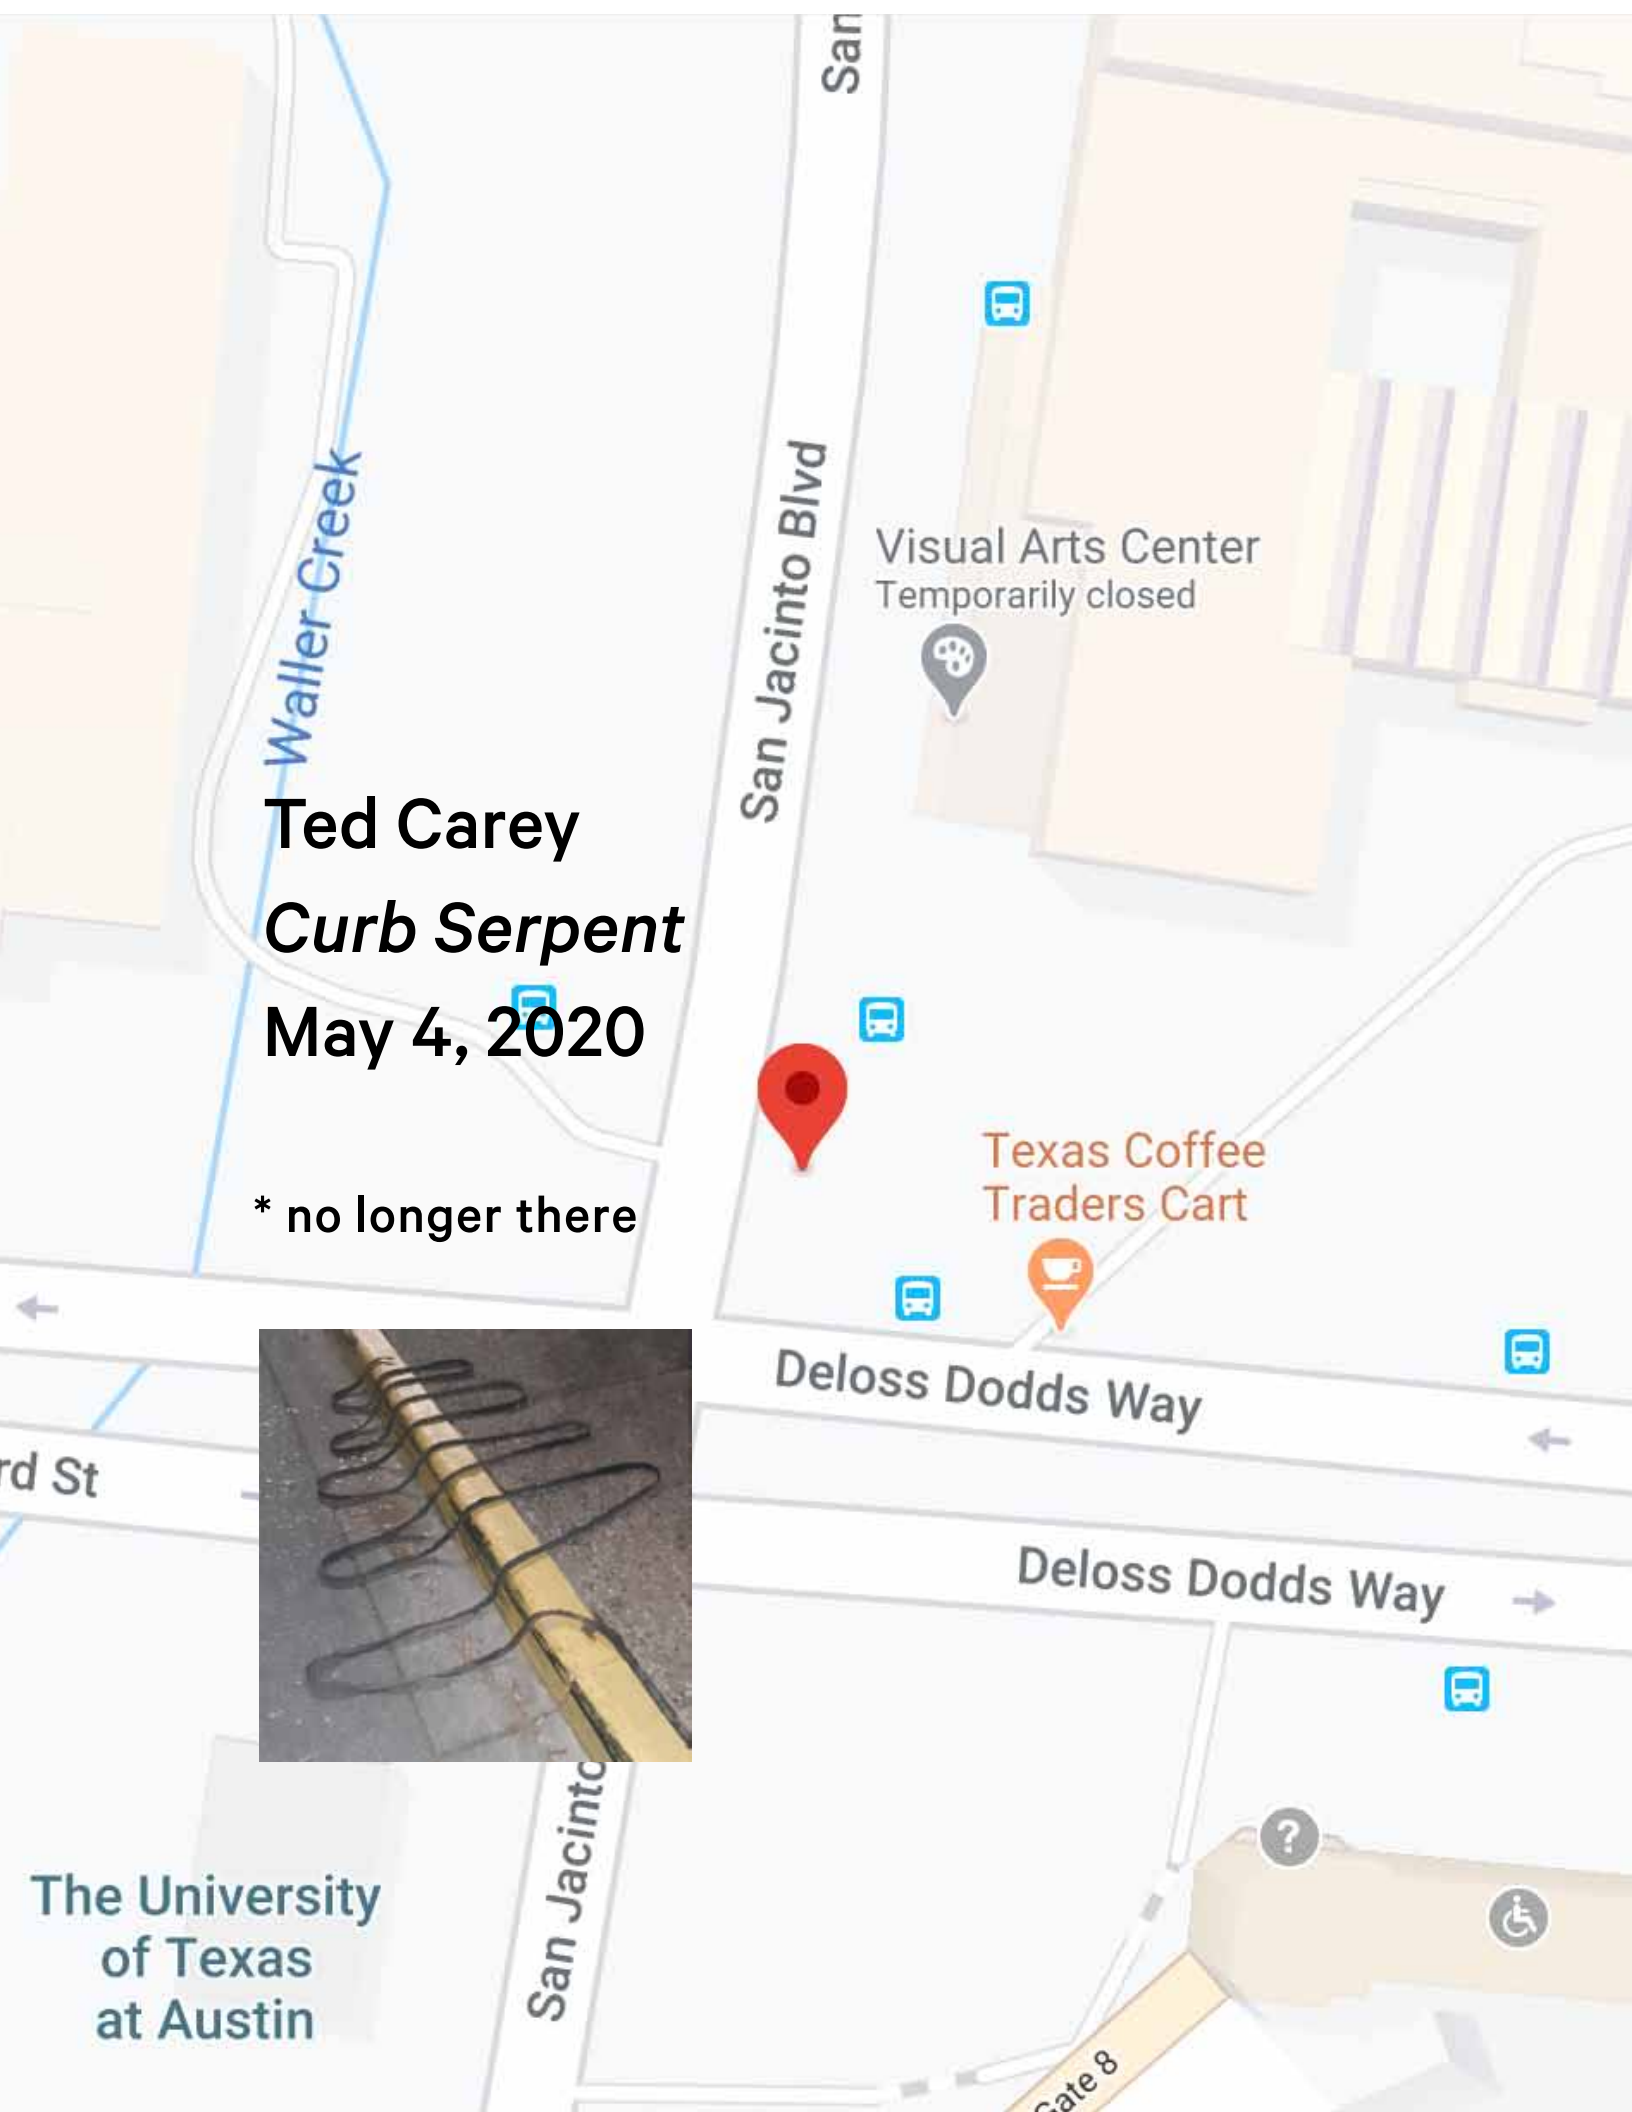 San
San Jacinto Blvd
Visual Arts Center
Temporarily closed
Waller Creek
Ted Carey
Curb Serpent
May 4, 2020
* no longer there
Texas Coffee
Traders Cart
Deloss Dodds Way
rd St
Deloss Dodds Way
San Jacinto
?
The University
of Texas
at Austin
Gate 8